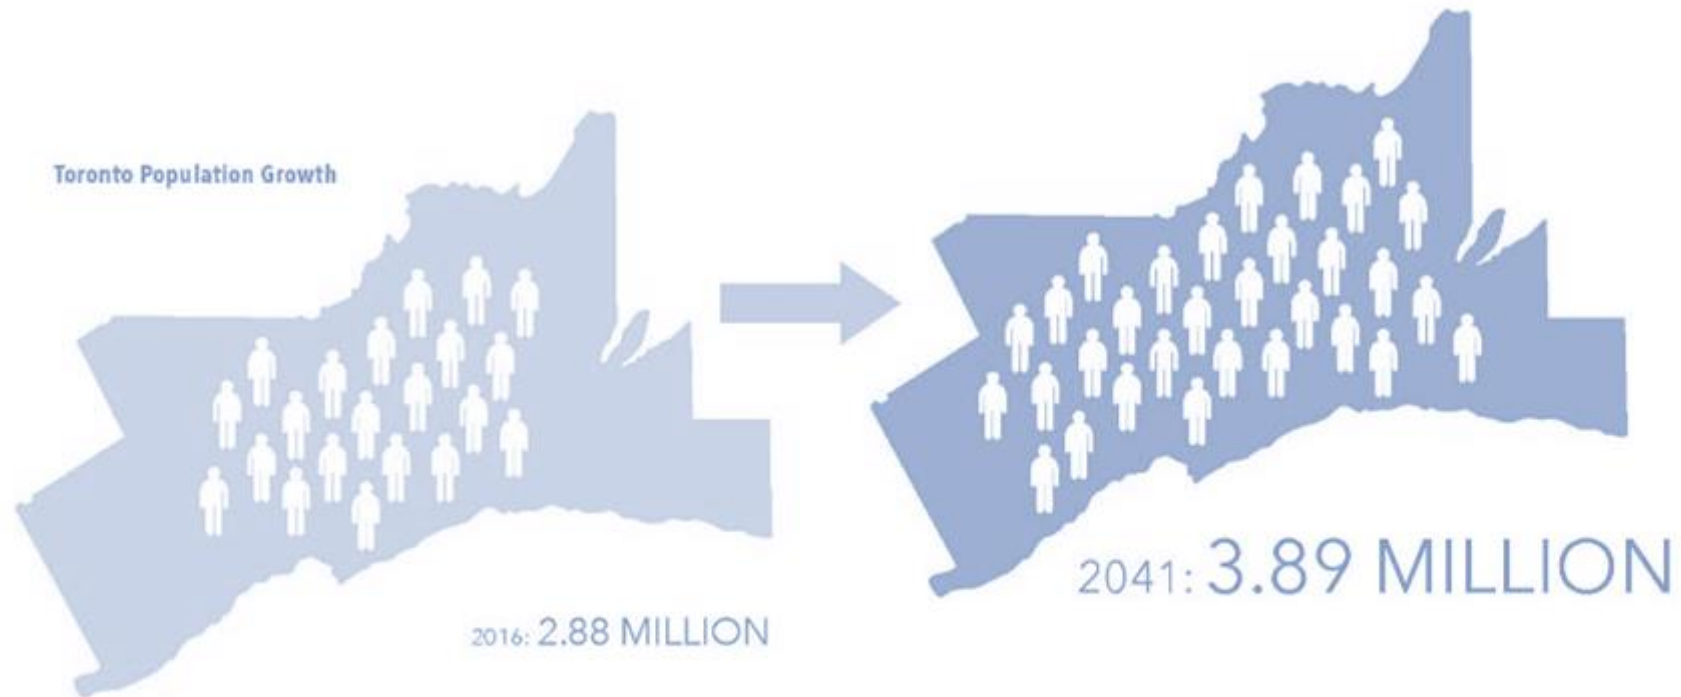 Toronto Population Growth
2016: 2.88 MILLION
2041: 3.89 MILLION